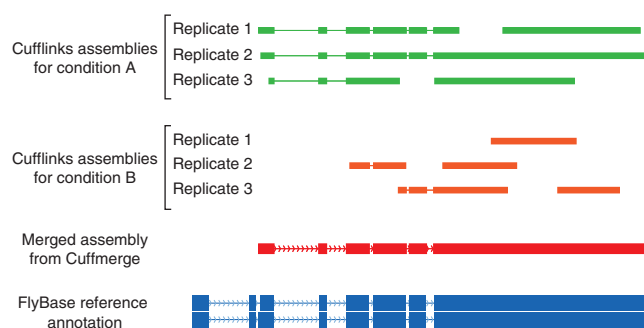 Cufflinks assemblies
for condition A
Replicate 1
Replicate 2
Replicate 3
Cufflinks assemblies
for condition B
Replicate 1
Replicate 2
Replicate 3
Merged assembly
from Cuffmerge
FlyBase reference
annotation